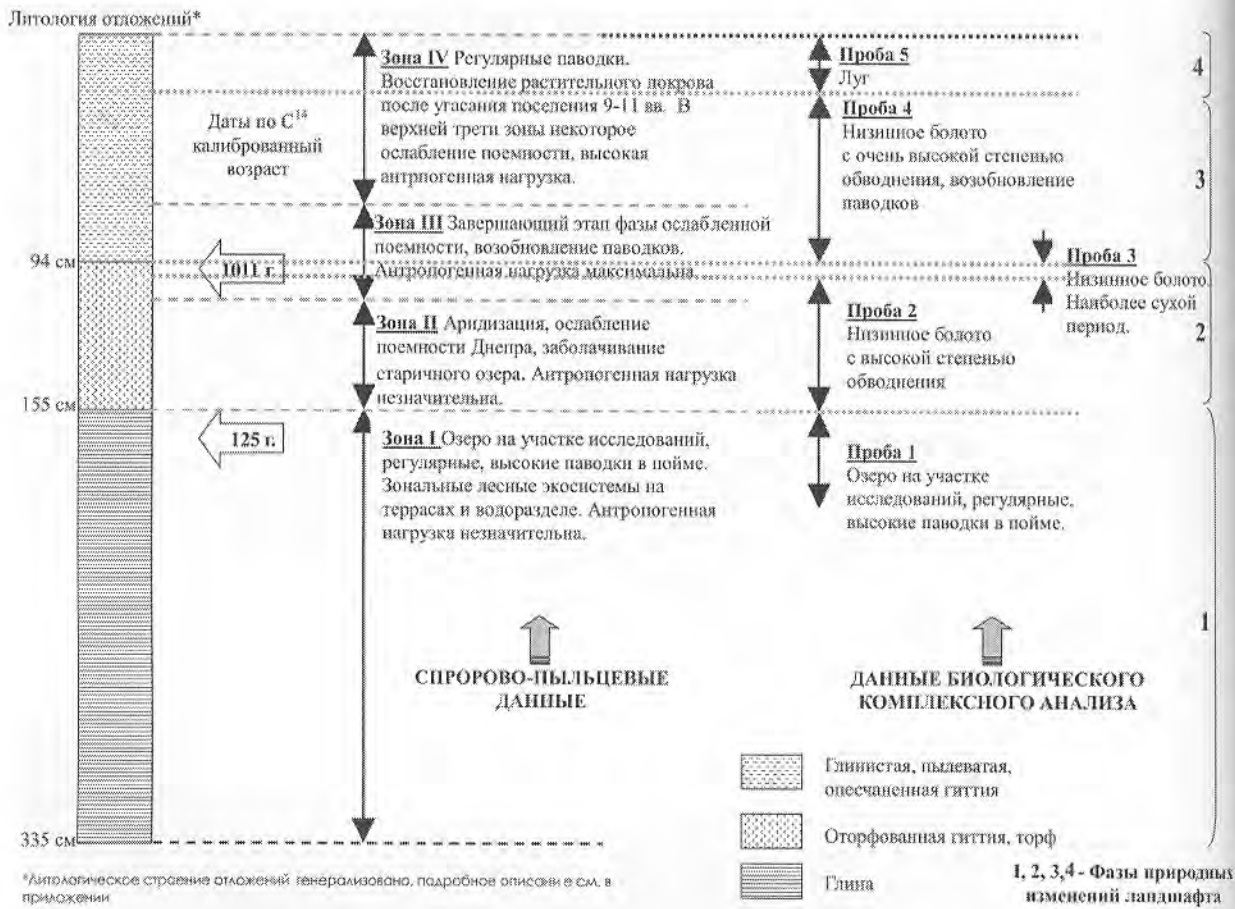 Литология отложений*
94 см
155 см
335 см
Даты по C14
калиброванный
возраст
1011 г.
125 г.
Зона IV Регулярные паводки.
Восстановление растительного покрова
после угасания поселения 9-11 вв. В
верхней трети зоны некоторое
ослабление поемности, высокая
антрпогенная нагрузка.
Зона III Завершающий этап фазы ослабленной
поемности, возобновление паводков.
Антропогенная нагрузка максимальна.
Зона II Аридизация, ослабление
поемности Днепра, заболачивание
старичного озера. Антропогенная нагрузка
незначительна.
Зона I Озеро на участке исследований,
регулярные, высокие паводки в пойме.
Зональные лесные экосистемы на
террасах и водоразделе. Антропогенная
нагрузка незначительна.
СПРОРОВО-ПЫЛЬЦЕВЫЕ
ДАННЫЕ
Проба 5
Луг
Проба 4
Низинное болото
с очень высокой степенью
обводнения, возобновление
паводков
Проба 3
Низинное болото.
Наиболее сухой
период.
Проба 2
Низинное болото
с высокой степенью
обводнения
Проба 1
Озеро на участке
исследований, регулярные,
высокие паводки в пойме.
ДАННЫЕ БИОЛОГИЧЕСКОГО
КОМПЛЕКСНОГО АНАЛИЗА
4
3
2
1
Глинистая, пылеватая,
опесчаненная гиттия
Оторфованная гиттия, торф
Глина
1, 2, 3,4 - Фазы природных
изменений ландшафта
*Литологическое строение отложений генерализовано, подробное описание см. в
приложении